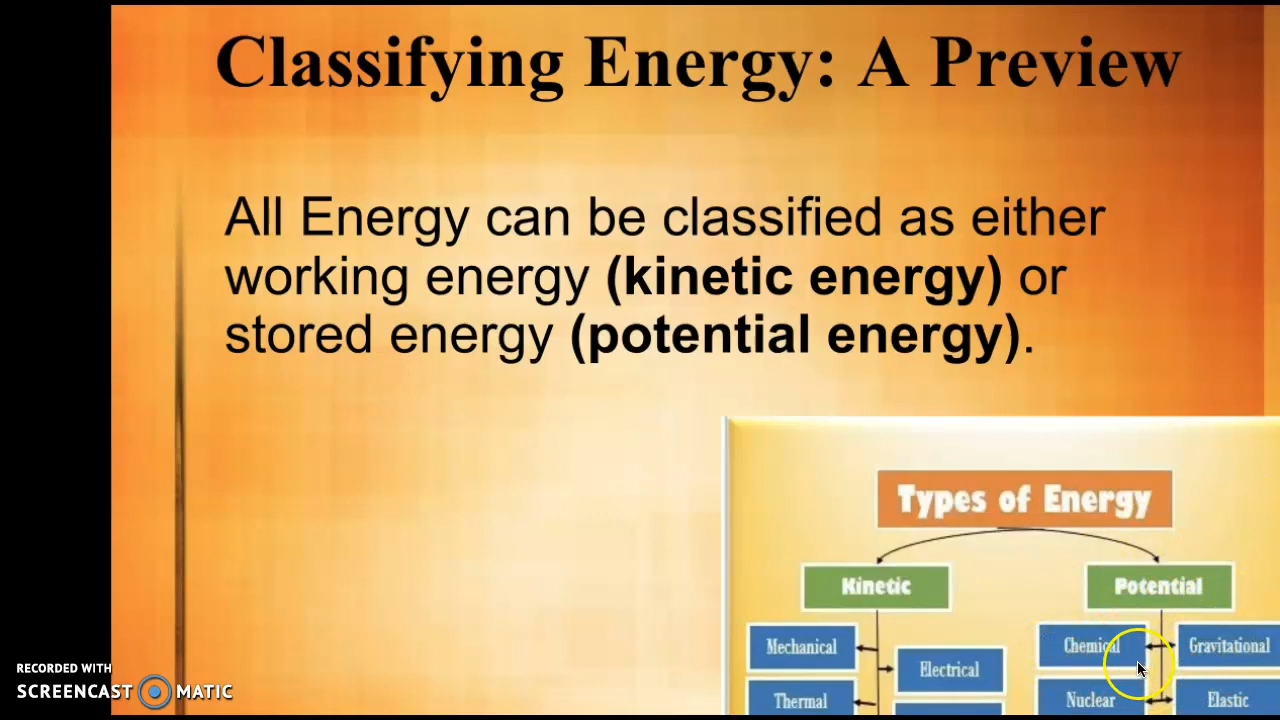 Classifying Energy: A Preview
All Energy can be classified as either
working energy (kinetic energy) or
stored energy (potential energy).
Types of Energy
Kinetic
Potential
Mechanical
Chemical
Gravitational
Electrical
Thermal
Nuclear
Elastic
RECORDED WITH
SCREENCAST MATIC